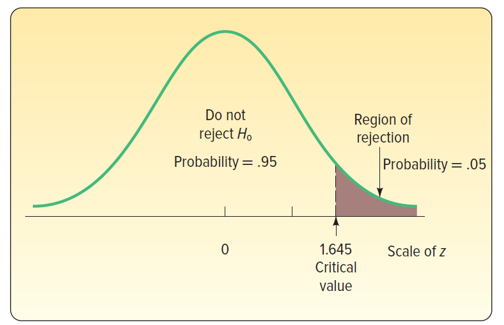 Do not
reject H₀
Probability = .95
Region of
rejection
Probability = .05
0
1.645
Critical
value
Scale of z